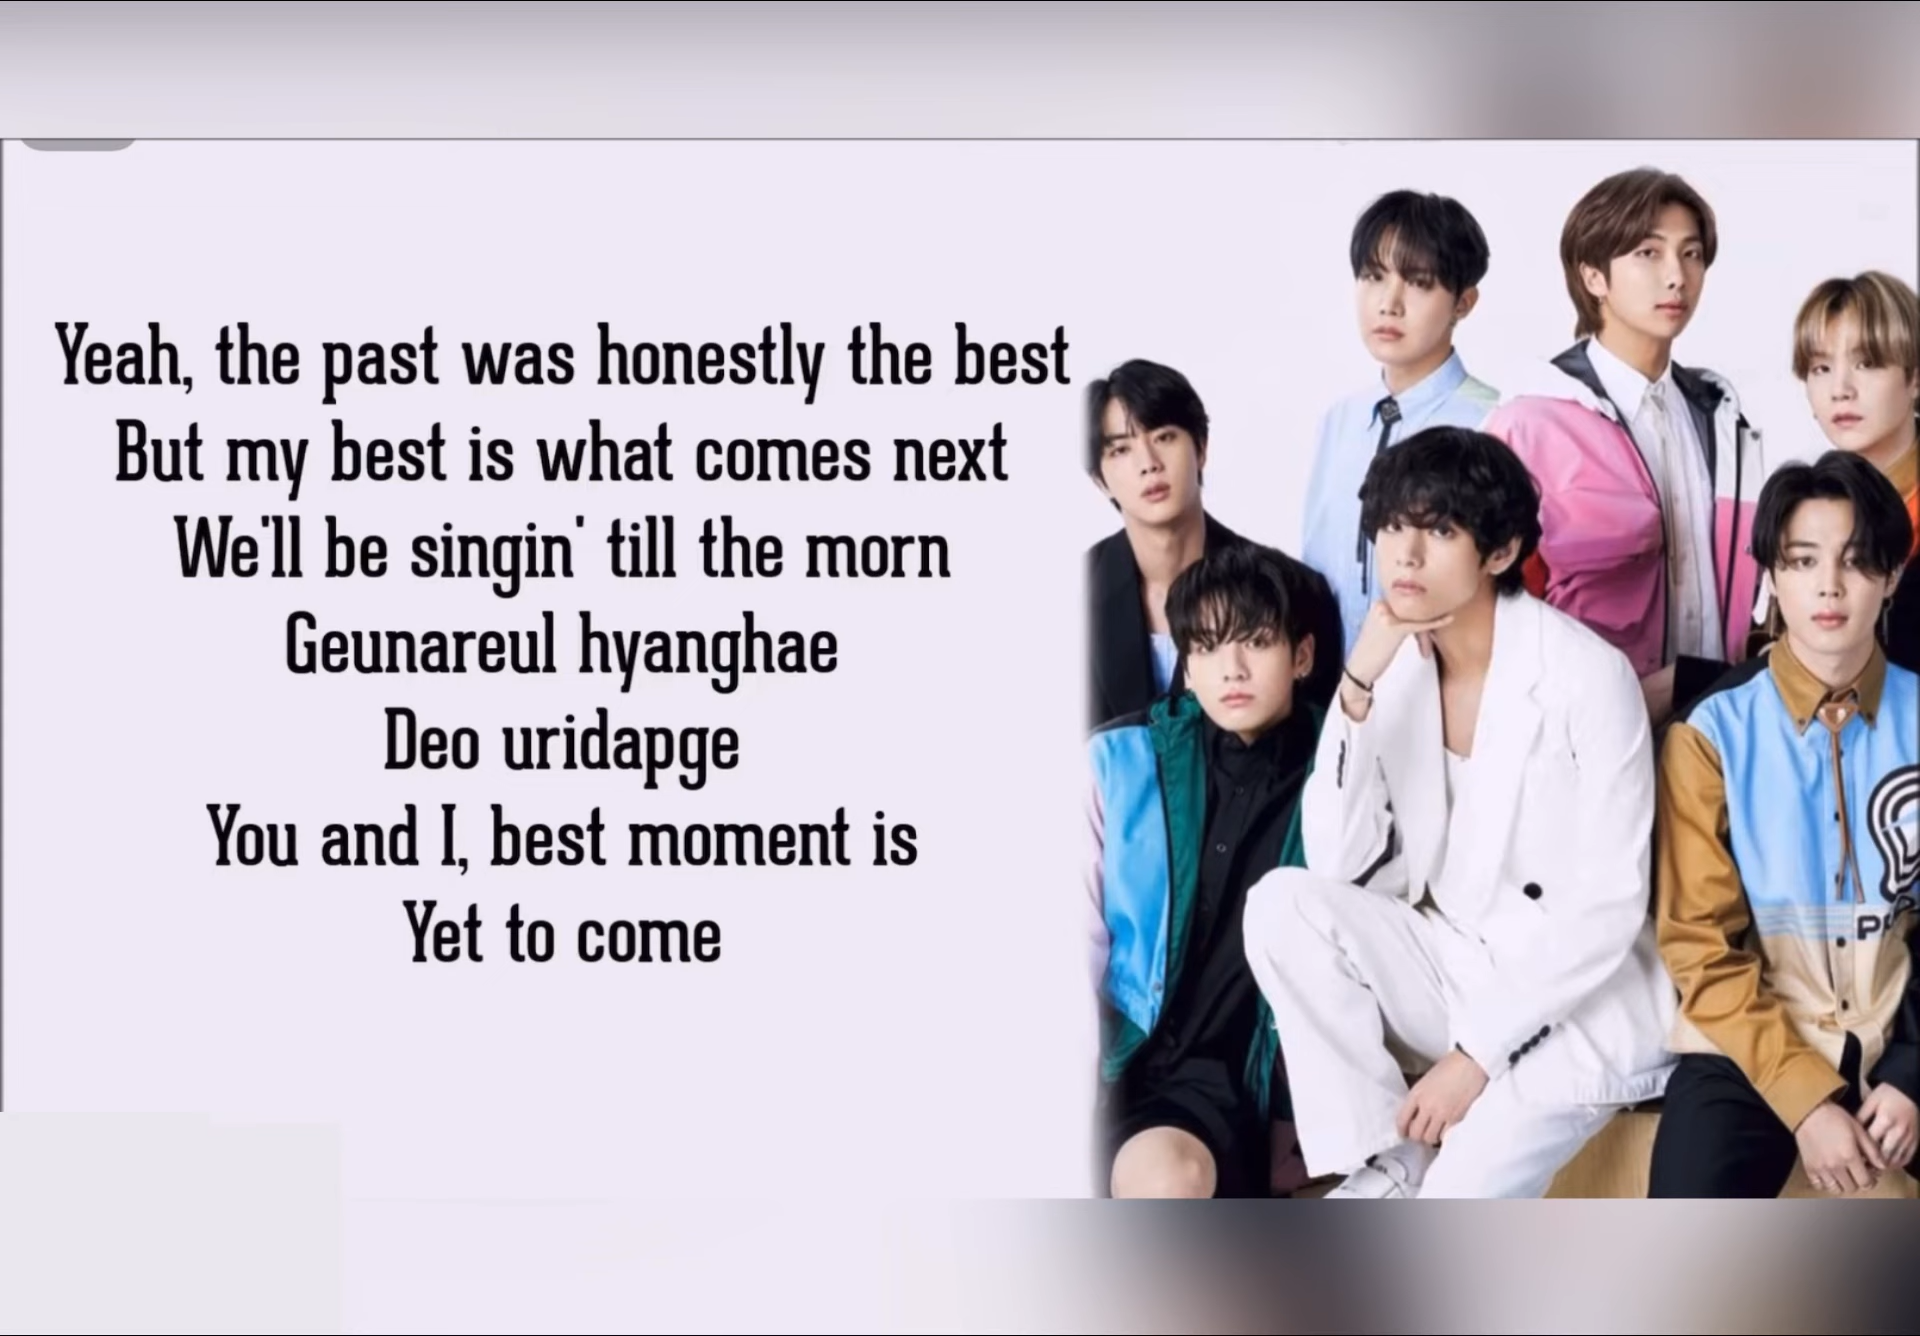 Yeah, the past was honestly the best
But my best is what comes next
We'll be singin' till the morn
Geunareul hyanghae
Deo uridapge
You and I, best moment is
Yet to come